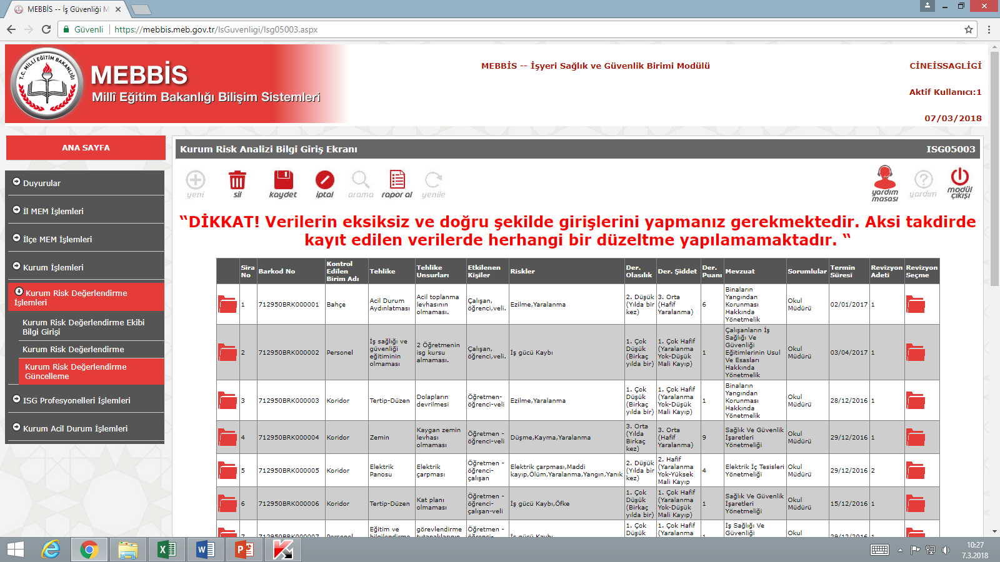 MEBBİS -- İş Güvenliği M
Güvenli
https://mebbis.meb.gov.tr/IsGuvenligi/Isg05003.aspx
T.C. MİLLİ EĞİTİM BAKANLIĞI
MEBBİS
Millî Eğitim Bakanlığı Bilişim Sistemleri
MEBBİS -- İşyeri Sağlık ve Güvenlik Birimi Modülü
CİNEİSSAGLİGİ
Aktif Kullanıcı:1
07/03/2018
ANA SAYFA
Duyurular
İl MEM İşlemleri
İlçe MEM İşlemleri
Kurum İşlemleri
Kurum Risk Değerlendirme
İşlemleri
Kurum Risk Değerlendirme Ekibi
Bilgi Girişi
Kurum Risk Değerlendirme
Kurum Risk Değerlendirme
Güncelleme
ISG Profesyonelleri İşlemleri
Kurum Acil Durum İşlemleri
Kurum Risk Analizi Bilgi Giriş Ekranı
ISG05003
yeni
sil
kaydet
iptal
arama
rapor al
yenile
yardım
masası
yardım
modül
çıkışı
“DİKKAT! Verilerin eksiksiz ve doğru şekilde girişlerini yapmanız gerekmektedir. Aksi takdirde
kayıt edilen verilerde herhangi bir düzeltme yapılamamaktadır. “
Sira No | Barkod No | Kontrol Edilen Birim Adı | Tehlike | Tehlike Unsurları | Etkilenen Kişiler | Riskler | Der. Olasılık | Der. Şiddet | Der. Puanı | Mevzuat | Sorumlular | Termin Süresi | Revizyon Adeti | Revizyon Seçme
1 | 712950BRK000001 | Bahçe | Acil Durum Aydınlatması | Acil toplanma levhasının olmaması. | Çalışan, öğrenci,veli. | Ezilme,Yaralanma | 2. Düşük (Yılda bir kez) | 3. Orta (Hafif Yaralanma) | 6 | Binaların Yangından Korunması Hakkında Yönetmelik | Okul Müdürü | 02/01/2017 | 1
2 | 712950BRK000002 | Personel | İş sağlığı ve güvenliği eğitiminin olmaması | 2 Öğretmenin isg kursu almaması. | Çalışan, öğrenci,veli. | İş gücü Kaybı | 1. Çok Düşük (Birkaç yılda bir) | 1. Çok Hafif (Yaralanma Yok-Düşük Mali Kayıp) | 1 | Çalışanların İş Sağlığı Ve Güvenliği Eğitimlerinin Usul Ve Esasları Hakkında Yönetmelik | Okul Müdürü | 03/04/2017 | 1
3 | 712950BRK000003 | Koridor | Tertip-Düzen | Dolapların devrilmesi | Öğretmen-öğrenci-veli | Ezilme,Yaralanma | 1. Çok Düşük (Birkaç yılda bir) | 1. Çok Hafif (Yaralanma Yok-Düşük Mali Kayıp) | 1 | Binaların Yangından Korunması Hakkında Yönetmelik | Okul Müdürü | 28/12/2016 | 1
4 | 712950BRK000004 | Koridor | Zemin | Kaygan zemin levhası olmaması | Öğretmen - öğrenci-veli | Düşme,Kayma,Yaralanma | 3. Orta (Yılda Birkaç kez) | 3. Orta (Hafif Yaralanma) | 9 | Sağlık Ve Güvenlik İşaretleri Yönetmeliği | Okul Müdürü | 29/12/2016 | 1
5 | 712950BRK000005 | Koridor | Elektrik Panosu | Elektrik çarpması | Öğretmen - öğrenci-çalışan | Elektrik çarpması,Maddi kayıp,Ölüm,Yaralanma,Yangın,Yanık | 2. Düşük (Yılda bir kez) | 2. Hafif (Yaralanma Yok-Yüksek Mali Kayıp | 4 | Elektrik İç Tesisleri Yönetmeliği | Okul Müdürü | 29/12/2016 | 2
6 | 712950BRK000006 | Koridor | Tertip-Düzen | Kat planı olmaması | Öğretmen - öğrenci-çalışan-veli | İş gücü Kaybı,Öfke | 1. Çok Düşük (Birkaç yılda bir) | 1. Çok Hafif (Yaralanma Yok-Düşük Mali Kayıp) | 1 | Sağlık Ve Güvenlik İşaretleri Yönetmeliği | Okul Müdürü | 15/12/2016 | 1
7 | 712950BRK000007 | Personel | Eğitim ve bilgilendirme | görevlendirme tutanaklarının | Öğretmen - öğrenci- | İş gücü Kaybı | 1. Çok Düşük | 1. Çok Hafif (Yaralanma | 1 | İş Sağlığı Ve Güvenliği | Okul | 29/12/2016 | 1
10:27
7.3.2018